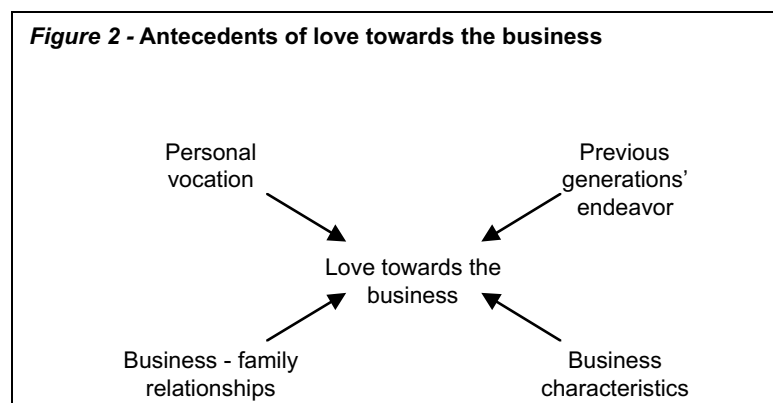 Figure 2 - Antecedents of love towards the business
Personal
vocation
Previous
generations’
endeavor
Love towards the
business
Business - family
relationships
Business
characteristics